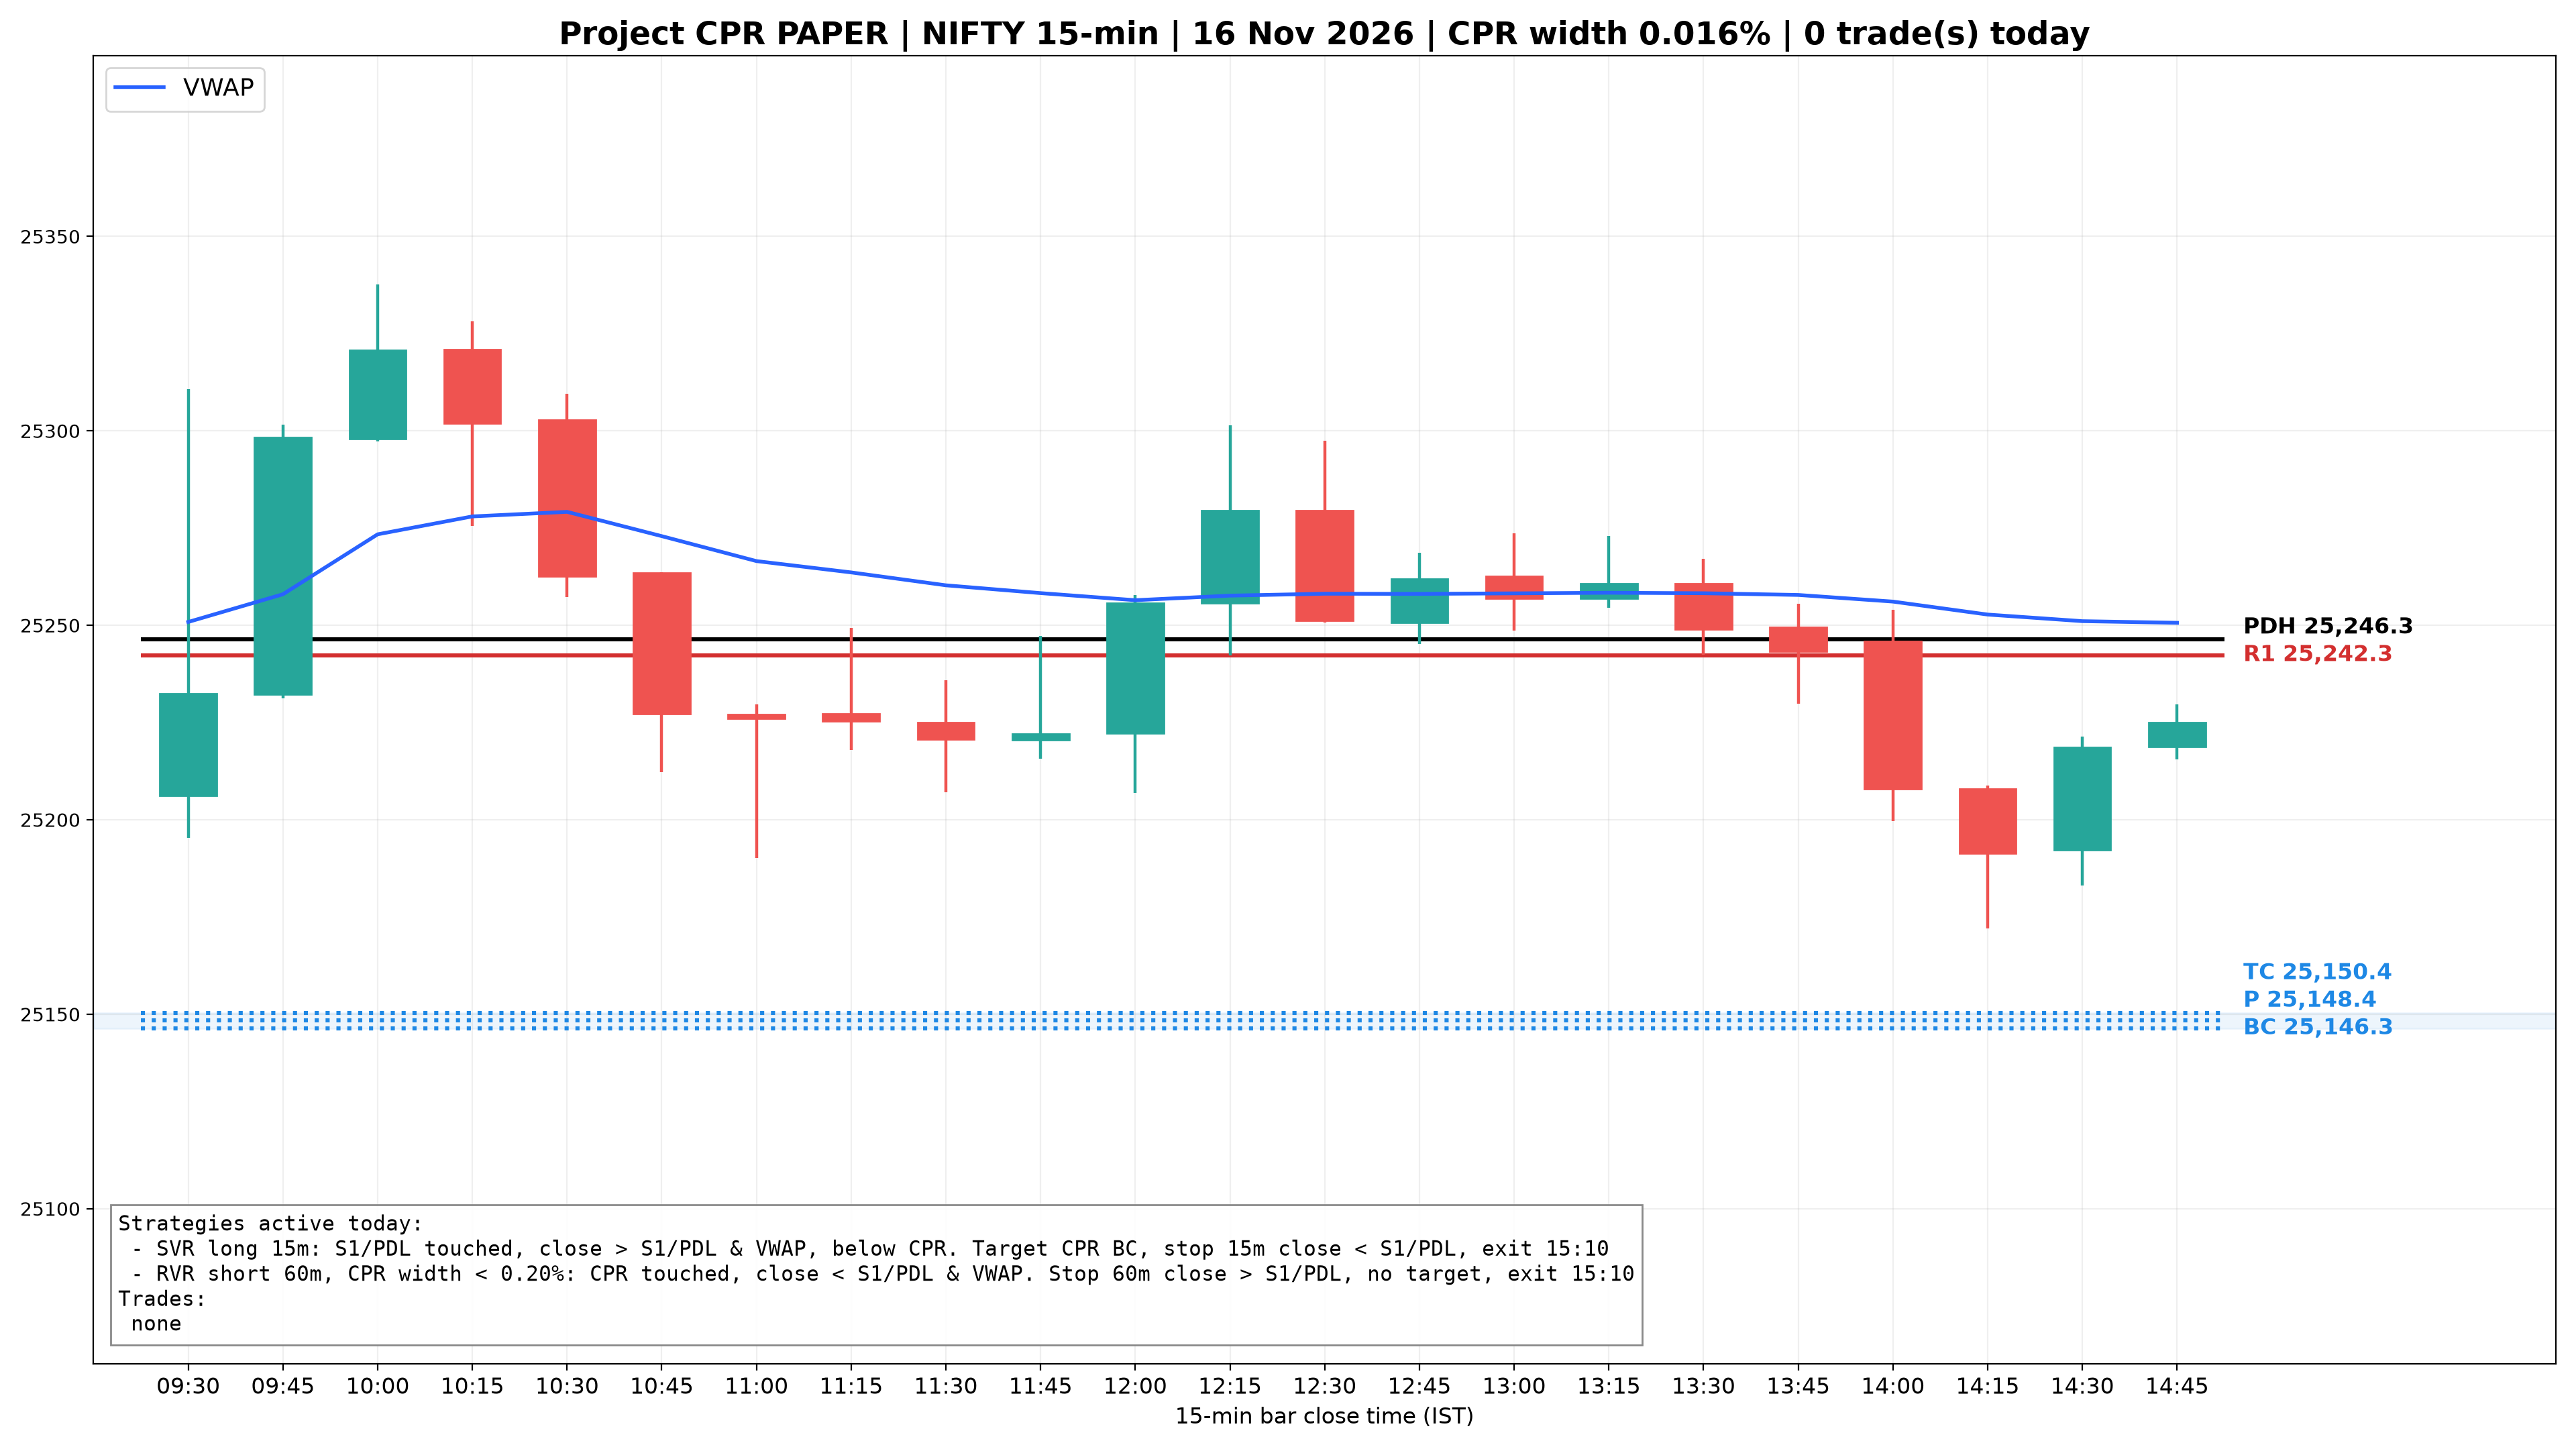 Project CPR PAPER | NIFTY 15-min | 16 Nov 2026 | CPR width 0.016% | 0 trade(s) today
VWAP
25350
25300
25250
25200
25150
25100
PDH 25,246.3
R1 25,242.3
TC 25,150.4
P 25,148.4
BC 25,146.3
Strategies active today:
- SVR long 15m: S1/PDL touched, close > S1/PDL & VWAP, below CPR. Target CPR BC, stop 15m close < S1/PDL, exit 15:10
- RVR short 60m, CPR width < 0.20%: CPR touched, close < S1/PDL & VWAP. Stop 60m close > S1/PDL, no target, exit 15:10
Trades:
none
09:30 09:45 10:00 10:15 10:30 10:45 11:00 11:15 11:30 11:45 12:00 12:15 12:30 12:45 13:00 13:15 13:30 13:45 14:00 14:15 14:30 14:45
15-min bar close time (IST)